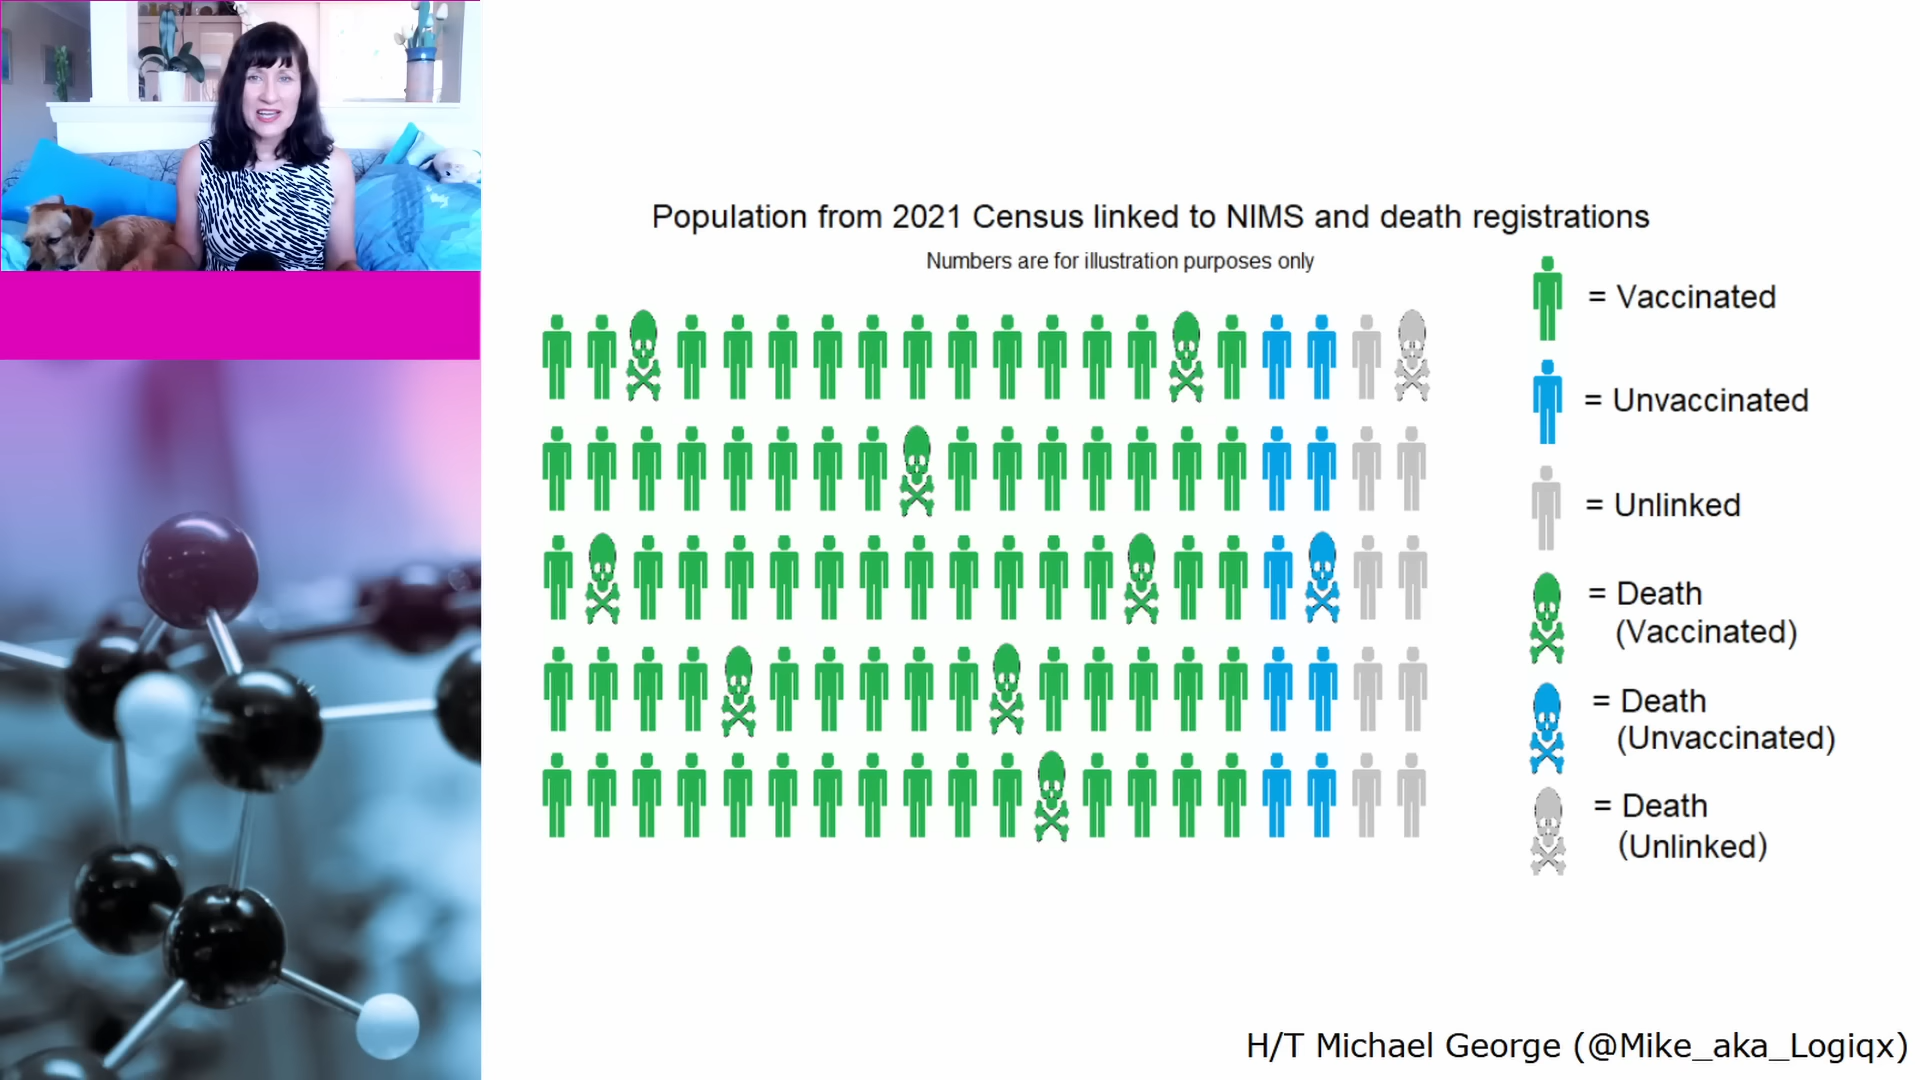 Population from 2021 Census linked to NIMS and death registrations
Numbers are for illustration purposes only
= Vaccinated
= Unvaccinated
= Unlinked
= Death
(Vaccinated)
= Death
(Unvaccinated)
= Death
(Unlinked)
H/T Michael George (@Mike_aka_Logiqx)